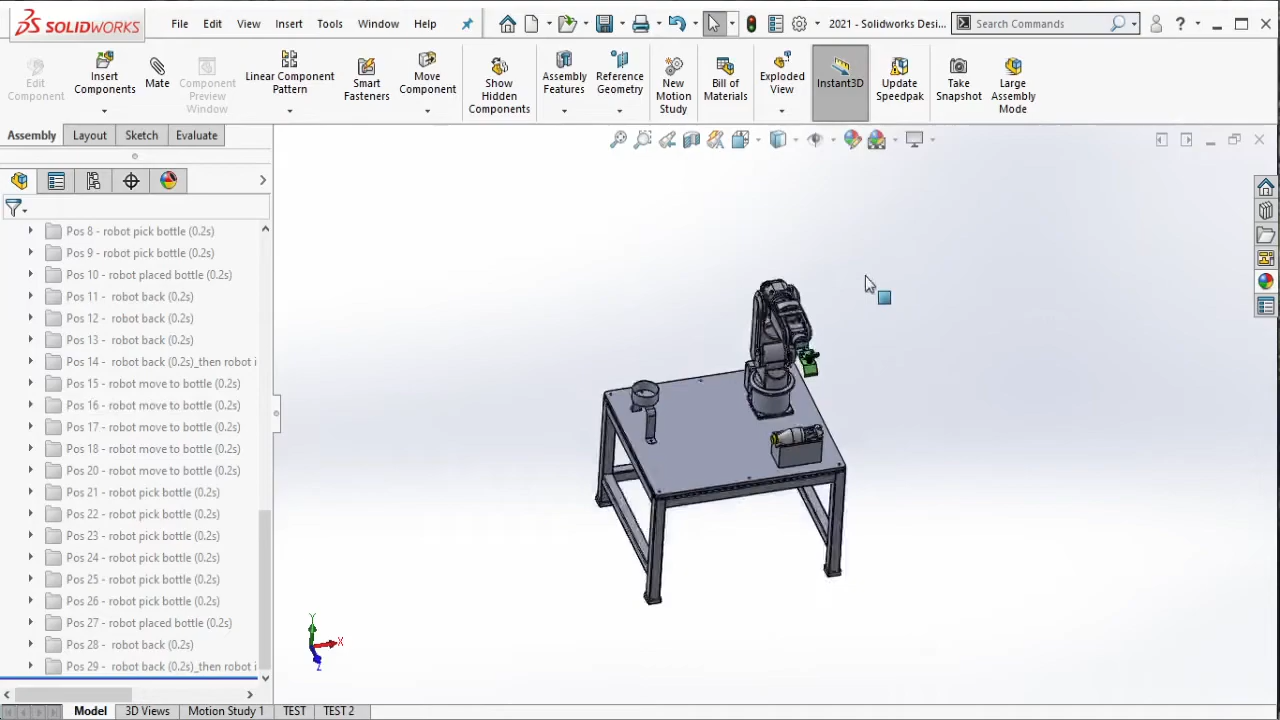 SOLIDWORKS
File Edit View Insert Tools Window Help
2021 - Solidworks Desi...
Search Commands
?
Edit Component
Insert Components
Mate
Component Preview Window
Linear Component Pattern
Smart Fasteners
Move Component
Show Hidden Components
Assembly Features
Reference Geometry
New Motion Study
Bill of Materials
Exploded View
Instant3D
Update Speedpak
Take Snapshot
Large Assembly Mode
Assembly Layout Sketch Evaluate
Pos 8 - robot pick bottle (0.2s)
Pos 9 - robot pick bottle (0.2s)
Pos 10 - robot placed bottle (0.2s)
Pos 11 - robot back (0.2s)
Pos 12 - robot back (0.2s)
Pos 13 - robot back (0.2s)
Pos 14 - robot back (0.2s)_then robot i
Pos 15 - robot move to bottle (0.2s)
Pos 16 - robot move to bottle (0.2s)
Pos 17 - robot move to bottle (0.2s)
Pos 18 - robot move to bottle (0.2s)
Pos 20 - robot move to bottle (0.2s)
Pos 21 - robot pick bottle (0.2s)
Pos 22 - robot pick bottle (0.2s)
Pos 23 - robot pick bottle (0.2s)
Pos 24 - robot pick bottle (0.2s)
Pos 25 - robot pick bottle (0.2s)
Pos 26 - robot pick bottle (0.2s)
Pos 27 - robot placed bottle (0.2s)
Pos 28 - robot back (0.2s)
Pos 29 - robot back (0.2s)_then robot i
Y
X
Z
Model 3D Views Motion Study 1 TEST TEST 2